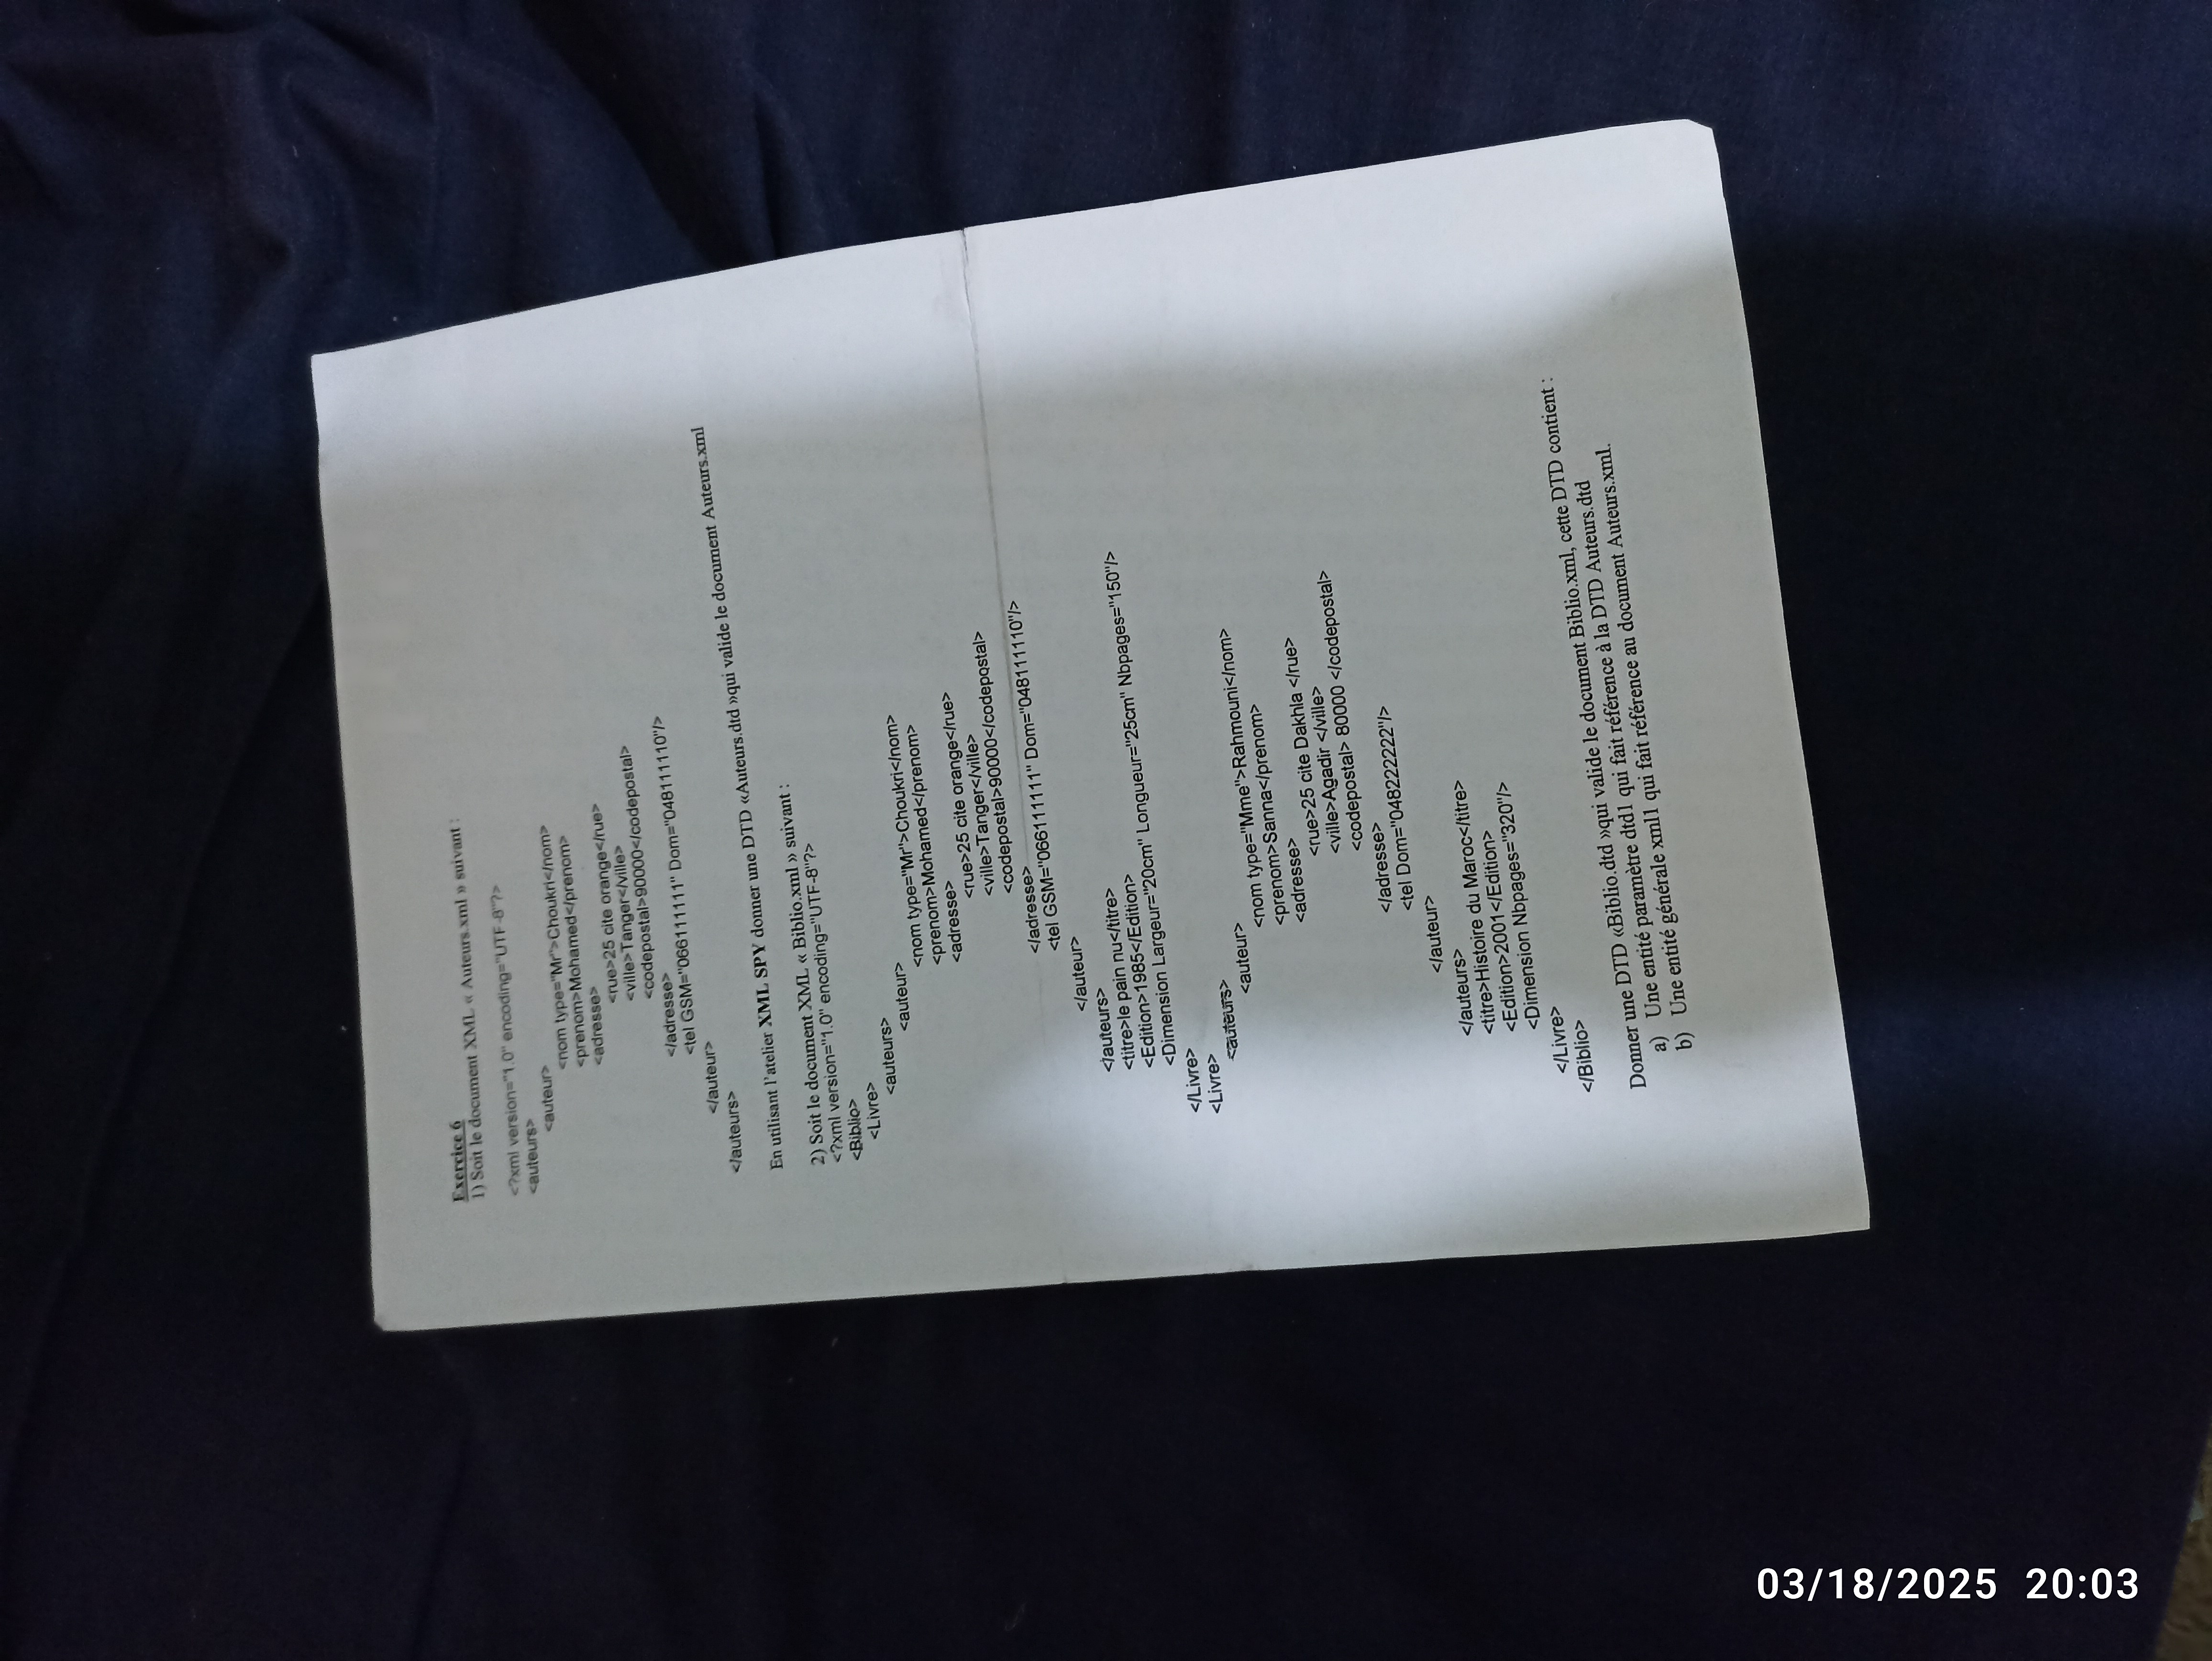 Exercice 6
1) Soit le document XML « Auteurs.xml » suivant :
<?xml version="1.0" encoding="UTF-8"?>
<auteurs>
<auteur>
<nom type="Mr">Choukri</nom>
<prenom>Mohamed</prenom>
<adresse>
<rue>25 cite orange</rue>
<ville>Tanger</ville>
<codepostal>90000</codepostal>
</adresse>
<tel GSM="0661111111" Dom="0481111110"/>
</auteur>
</auteurs>
En utilisant l'atelier XML SPY donner une DTD «Auteurs.dtd »qui valide le document Auteurs.xml
2) Soit le document XML « Biblio.xml » suivant :
<?xml version="1.0" encoding="UTF-8"?>
<Biblio>
<Livre>
<auteurs>
<auteur>
<nom type="Mr">Choukri</nom>
<prenom>Mohamed</prenom>
<adresse>
<rue>25 cite orange</rue>
<ville>Tanger</ville>
<codepostal>90000</codepostal>
</adresse>
<tel GSM="0661111111" Dom="0481111110"/>
</auteur>
</auteurs>
<titre>le pain nu</titre>
<Edition>1985</Edition>
<Dimension Largeur="20cm" Longueur="25cm" Nbpages="150"/>
</Livre>
<Livre>
<auteurs>
<auteur>
<nom type="Mme">Rahmouni</nom>
<prenom>Sanna</prenom>
<adresse>
<rue>25 cite Dakhla </rue>
<ville>Agadir </ville>
<codepostal> 80000 </codepostal>
</adresse>
<tel Dom="0482222222"/>
</auteur>
</auteurs>
<titre>Histoire du Maroc</titre>
<Edition>2001</Edition>
<Dimension Nbpages="320"/>
</Livre>
</Biblio>
Donner une DTD «Biblio.dtd »qui valide le document Biblio.xml, cette DTD contient :
a) Une entité paramètre dtd1 qui fait référence à la DTD Auteurs.dtd
b) Une entité générale xml1 qui fait référence au document Auteurs.xml.
03/18/2025 20:03